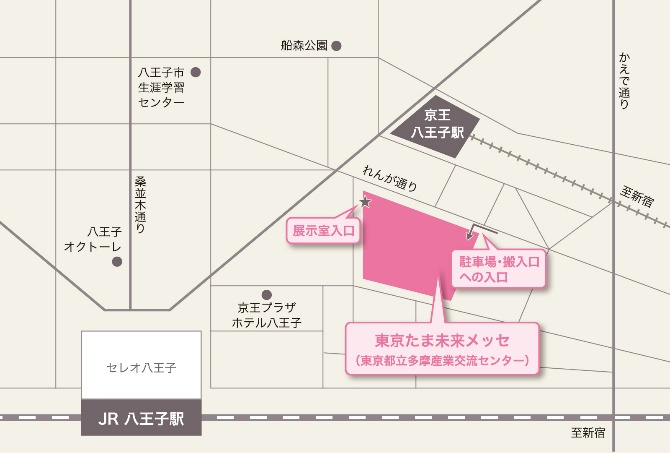 船森公園
八王子市
生涯学習
センター
かえで通り
京王
八王子駅
れんが通り
至新宿
桑並木通り
展示室入口
八王子
オクトーレ
駐車場・搬入口
への入口
京王プラザ
ホテル八王子
東京たま未来メッセ
（東京都立多摩産業交流センター）
セレオ八王子
JR 八王子駅
至新宿